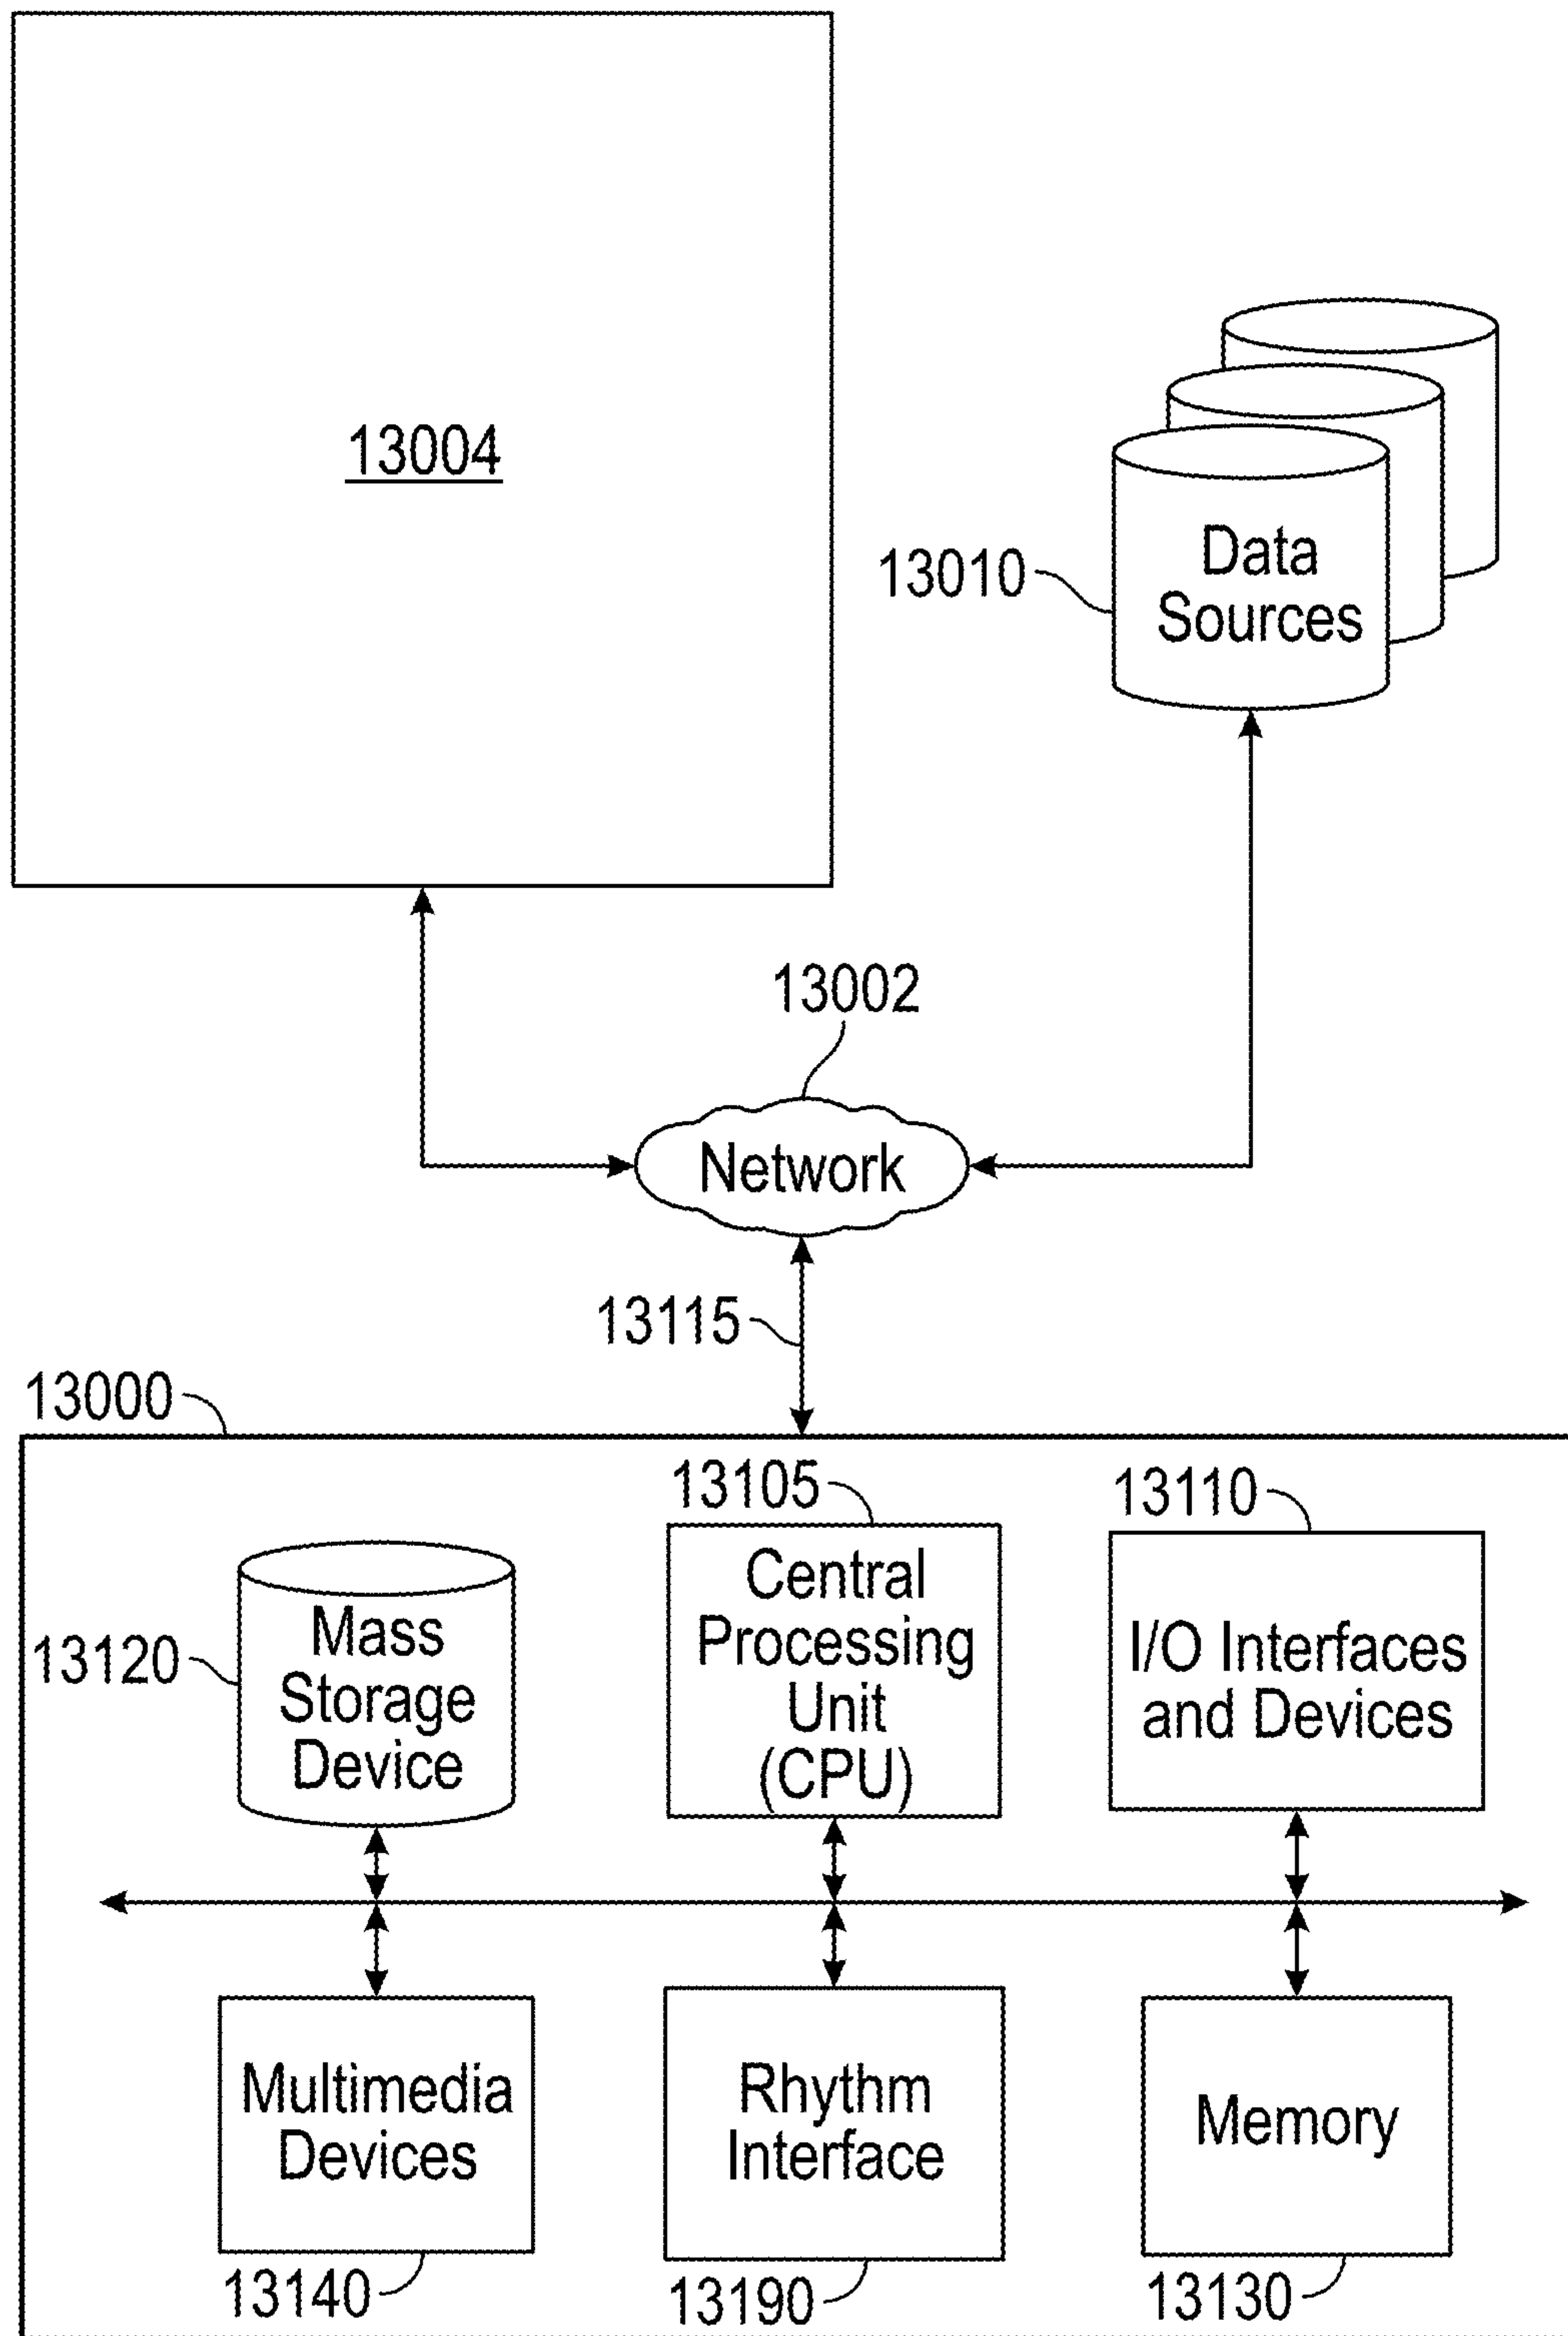 13004
13010
Data
Sources
13002
Network
13115
13000
13105
13110
13120
Mass
Storage
Device
Central
Processing
Unit
(CPU)
I/O Interfaces
and Devices
Multimedia
Devices
Rhythm
Interface
Memory
13140
13190
13130